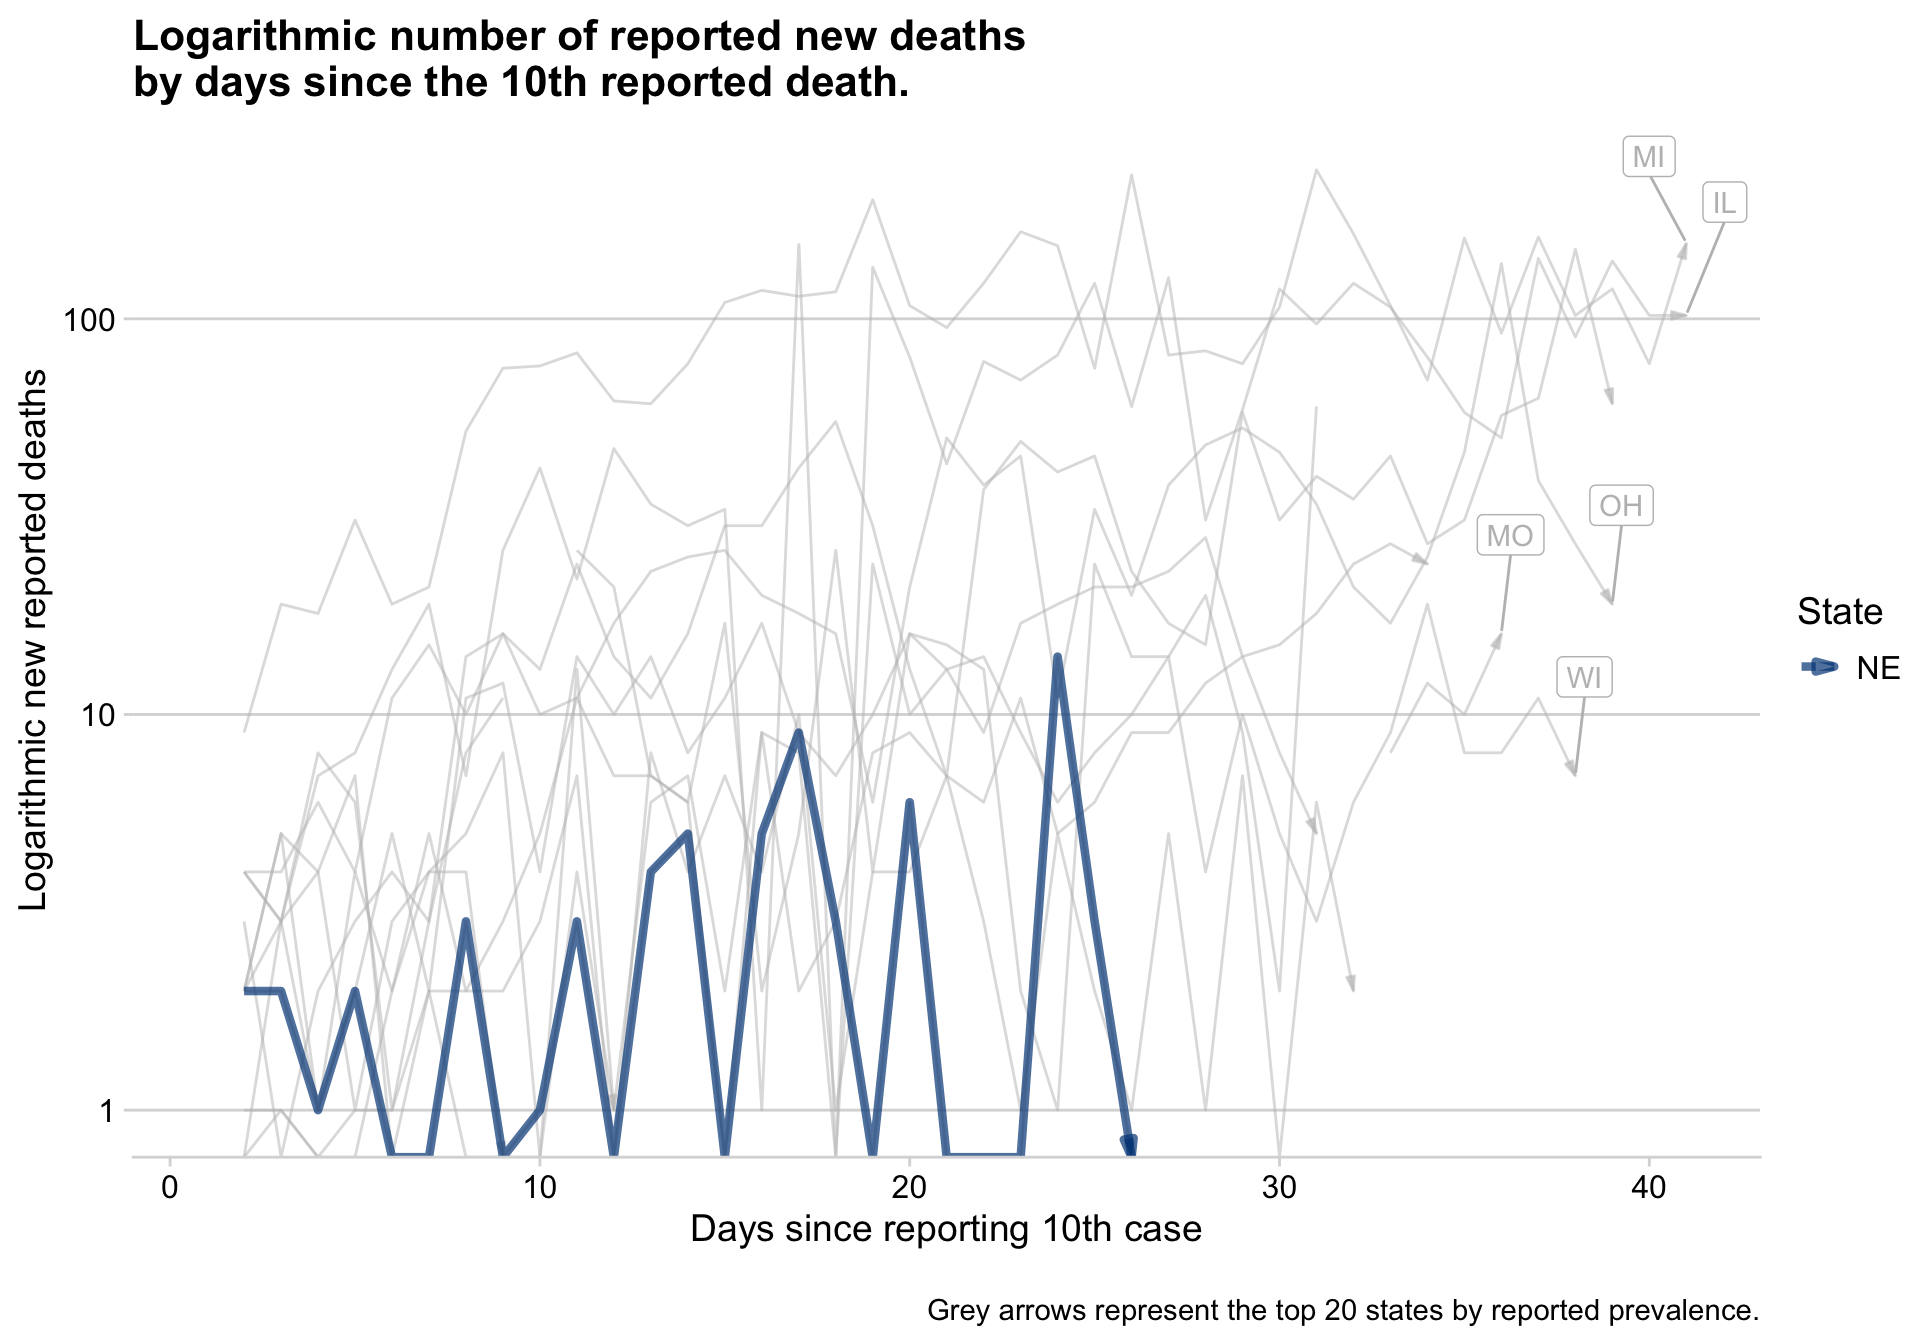 Logarithmic number of reported new deaths
by days since the 10th reported death.
MI
IL
100
OH
MO
WI
10
1
Logarithmic new reported deaths
State
NE
0 10 20 30 40
Days since reporting 10th case
Grey arrows represent the top 20 states by reported prevalence.